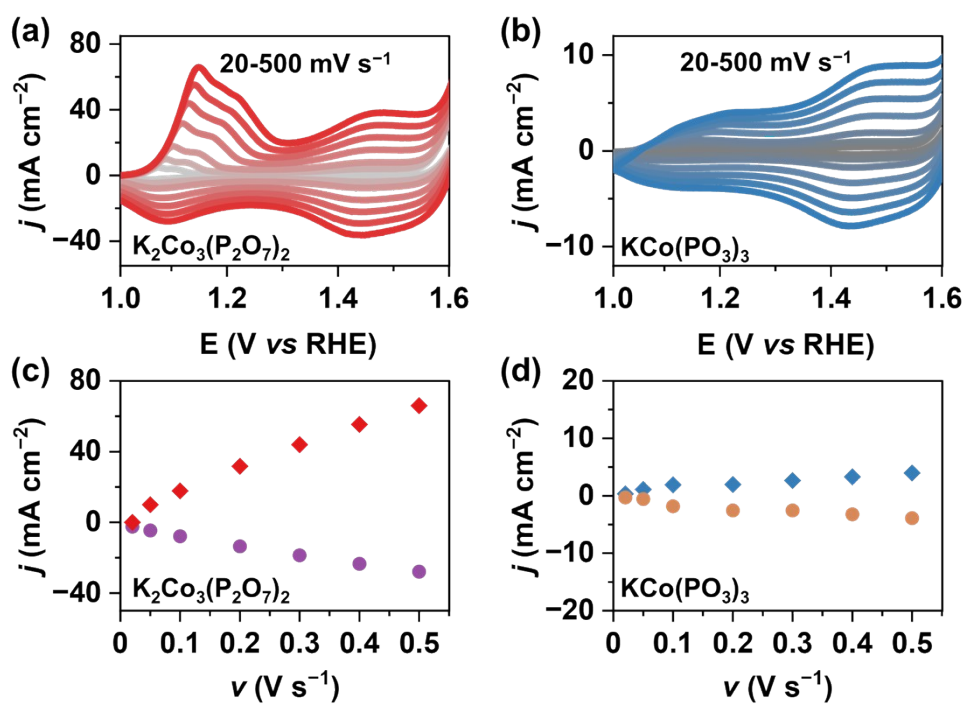 (a)
80
40
0
−40
j (mA cm⁻²)
20-500 mV s⁻¹
K₂Co₃(P₂O₇)₂
1.0 1.2 1.4 1.6
E (V vs RHE)
(b)
10
0
−10
j (mA cm⁻²)
20-500 mV s⁻¹
KCo(PO₃)₃
1.0 1.2 1.4 1.6
E (V vs RHE)
(c)
80
40
0
−40
j (mA cm⁻²)
K₂Co₃(P₂O₇)₂
0 0.1 0.2 0.3 0.4 0.5
v (V s⁻¹)
(d)
20
10
0
−10
−20
j (mA cm⁻²)
KCo(PO₃)₃
0 0.1 0.2 0.3 0.4 0.5
v (V s⁻¹)